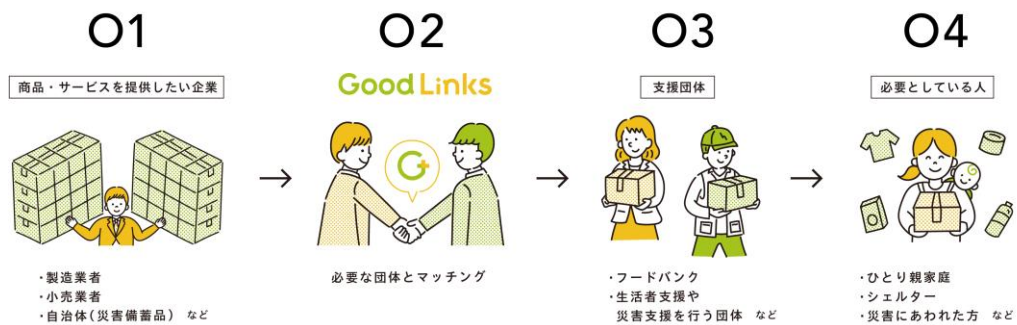 01
商品・サービスを提供したい企業
・製造業者
・小売業者
・自治体(災害備蓄品) など
02
Good Links
G+
必要な団体とマッチング
03
支援団体
・フードバンク
・生活者支援や
災害支援を行う団体 など
04
必要としている人
・ひとり親家庭
・シェルター
・災害にあわれた方 など